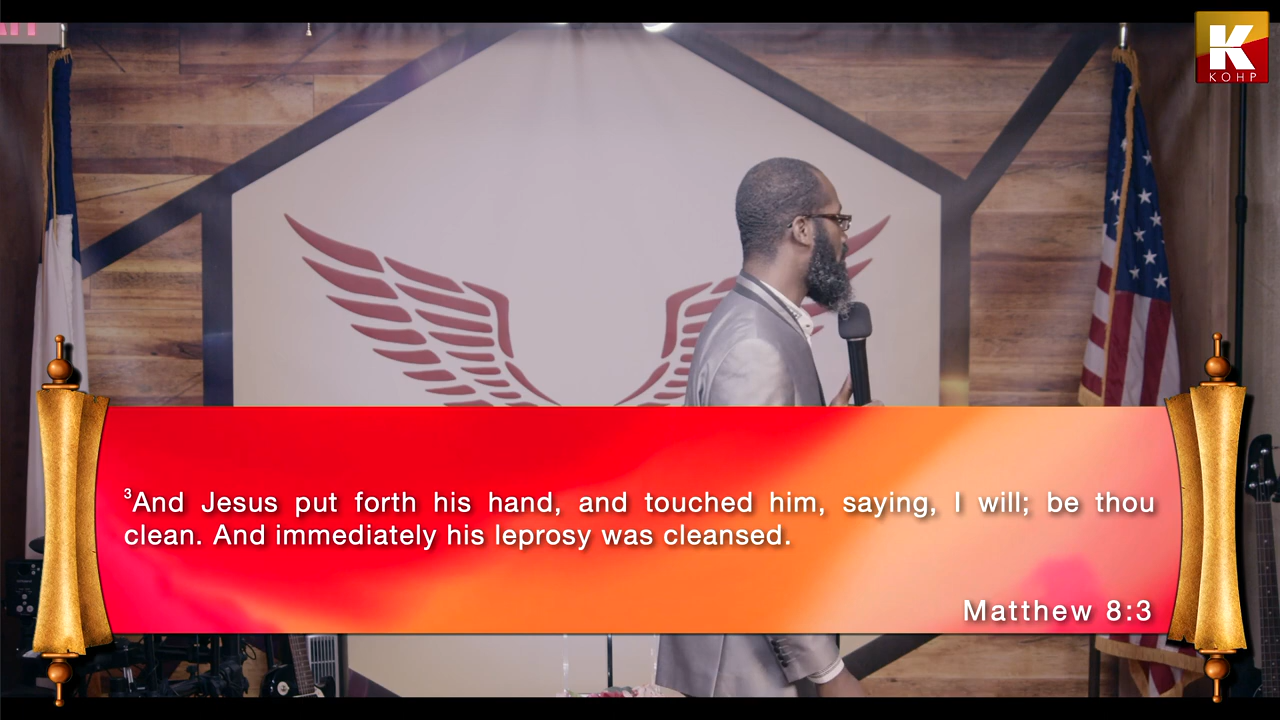 K
KOHP
³And Jesus put forth his hand, and touched him, saying, I will; be thou
clean. And immediately his leprosy was cleansed.
Matthew 8:3